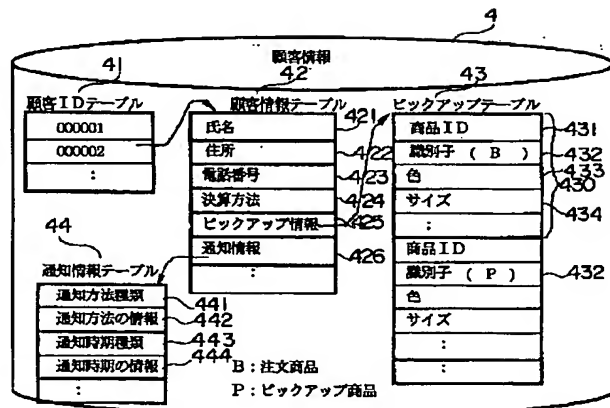 4
顧客情報
41
42
43
顧客IDテーブル
000001
000002
:
顧客情報テーブル
氏名
住所
電話番号
決算方法
ピックアップ情報
通知情報
:
421
422
423
424
425
426
ピックアップテーブル
商品ID
識別子 ( B )
色
サイズ
:
商品ID
識別子 ( P )
色
サイズ
:
:
431
432
433
430
434
432
44
通知情報テーブル
通知方法種類
通知方法の情報
通知時期種類
通知時期の情報
:
441
442
443
444
B:注文商品
P:ピックアップ商品